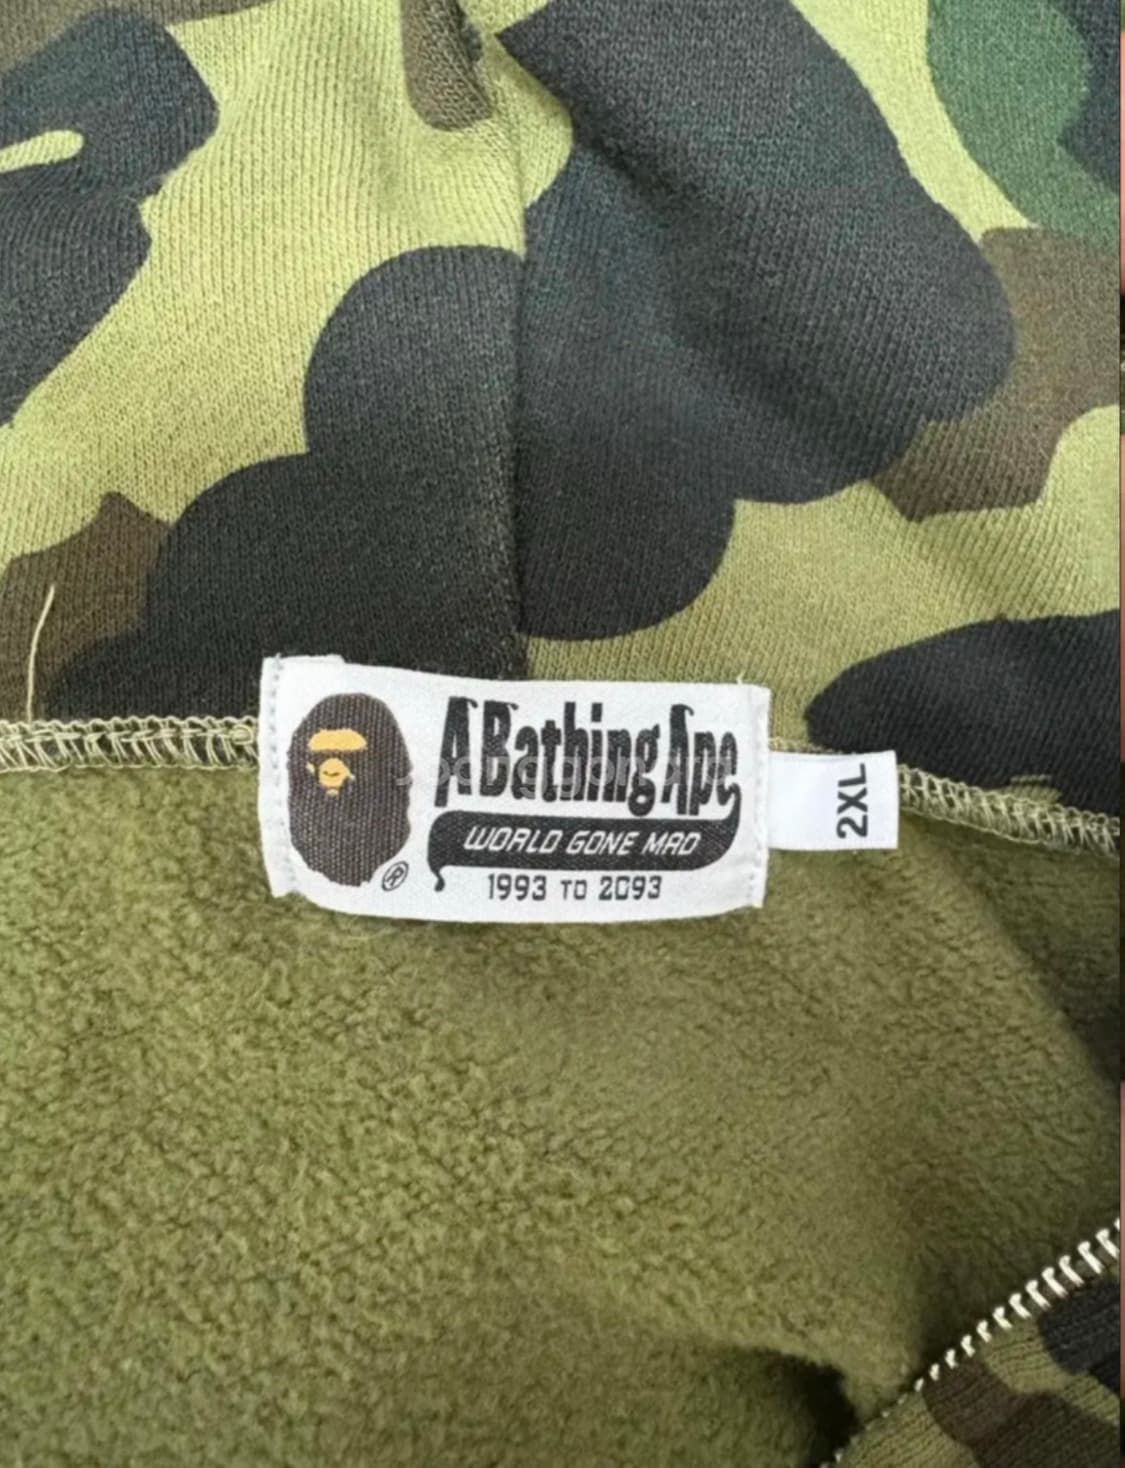 A Bathing Ape
WORLD GONE MAD
1993 TO 2093
®
2XL